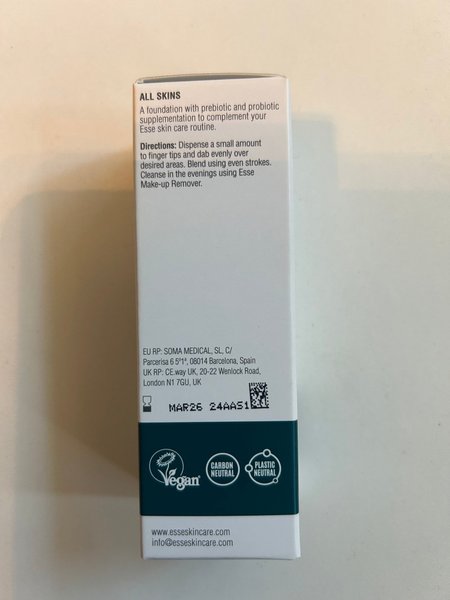 ALL SKINS
A foundation with prebiotic and probiotic
supplementation to complement your
Esse skin care routine.
Directions: Dispense a small amount
to finger tips and dab evenly over
desired areas. Blend using even strokes.
Cleanse in the evenings using Esse
Make-up Remover.
EU RP: SOMA MEDICAL, SL, C/
Parcerisa 6 5º1ª, 08014 Barcelona, Spain
UK RP: CE.way UK, 20-22 Wenlock Road,
London N1 7GU, UK
MAR26 24AA51
Vegan
CARBON
NEUTRAL
PLASTIC
NEUTRAL
www.esseskincare.com
info@esseskincare.com